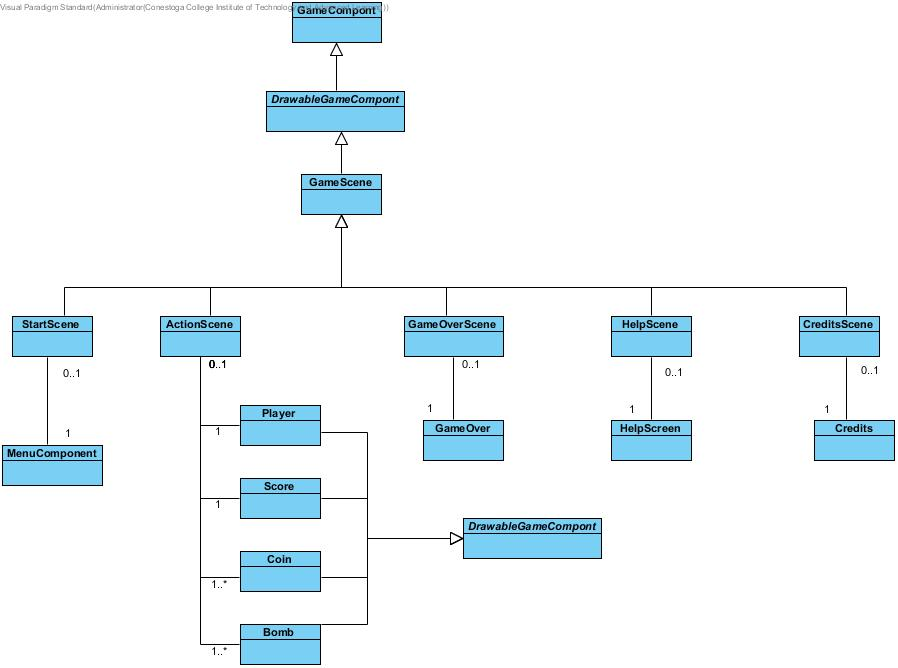 Visual Paradigm Standard(Administrator(Conestoga College Institute of Technology
GameCompont
DrawableGameCompont
GameScene
StartScene
ActionScene
GameOverScene
HelpScene
CreditsScene
0..1
0..1
0..1
0..1
0..1
1
MenuComponent
Player
1
Score
1
Coin
1..*
Bomb
1..*
1
GameOver
1
HelpScreen
1
Credits
DrawableGameCompont